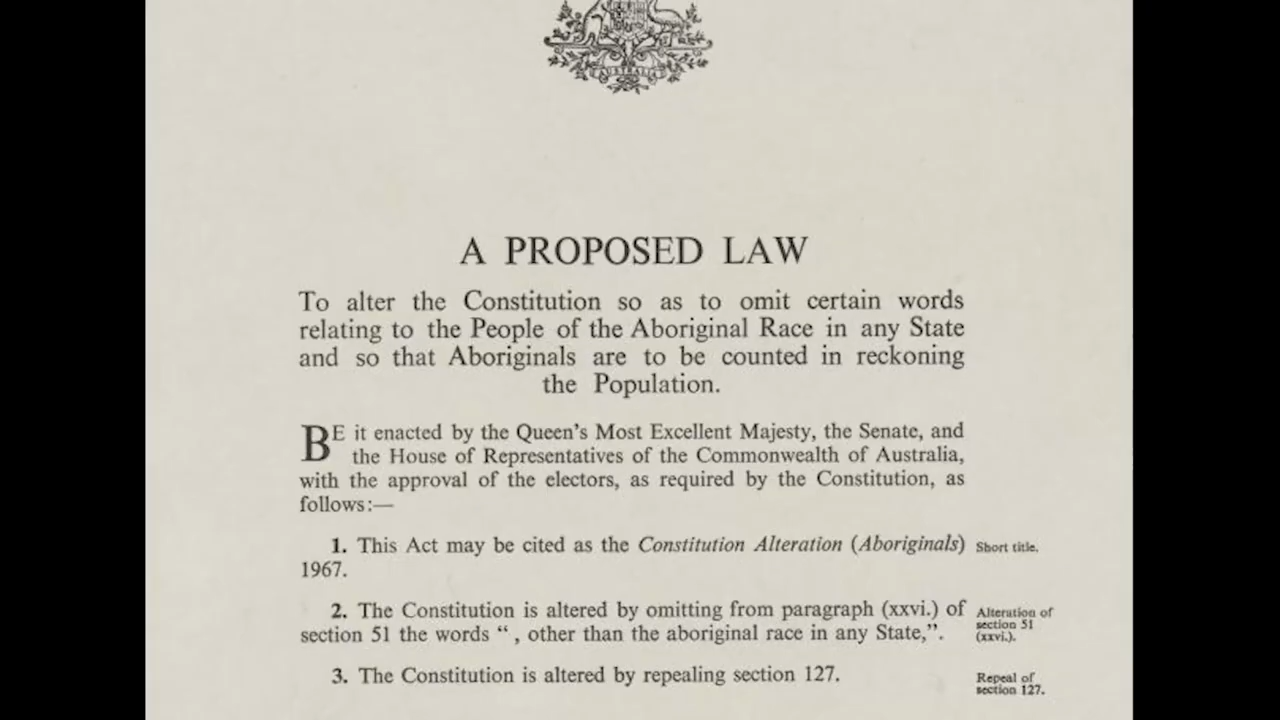 AUSTRALIA
A PROPOSED LAW
To alter the Constitution so as to omit certain words
relating to the People of the Aboriginal Race in any State
and so that Aboriginals are to be counted in reckoning
the Population.
BE it enacted by the Queen's Most Excellent Majesty, the Senate, and
the House of Representatives of the Commonwealth of Australia,
with the approval of the electors, as required by the Constitution, as
follows:—
1. This Act may be cited as the Constitution Alteration (Aboriginals) Short title.
1967.
2. The Constitution is altered by omitting from paragraph (xxvi.) of
section 51 the words “ , other than the aboriginal race in any State,”.
Alteration of
section 51
(xxvi.).
3. The Constitution is altered by repealing section 127.
Repeal of
section 127.